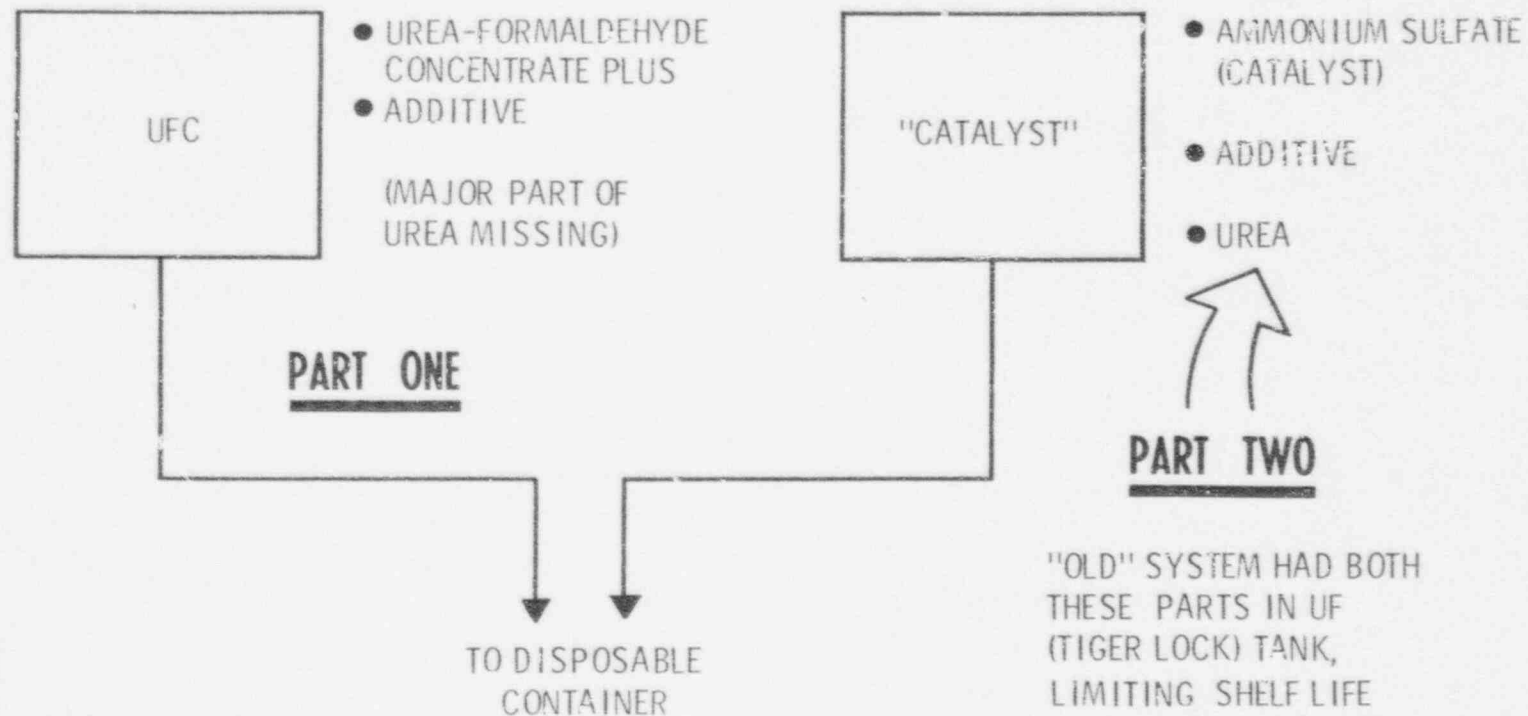 UFC
● UREA-FORMALDEHYDE
CONCENTRATE PLUS
● ADDITIVE
(MAJOR PART OF
UREA MISSING)
"CATALYST"
● AMMONIUM SULFATE
(CATALYST)
● ADDITIVE
● UREA
PART ONE
PART TWO
"OLD" SYSTEM HAD BOTH
THESE PARTS IN UF
(TIGER LOCK) TANK,
LIMITING SHELF LIFE
TO DISPOSABLE
CONTAINER